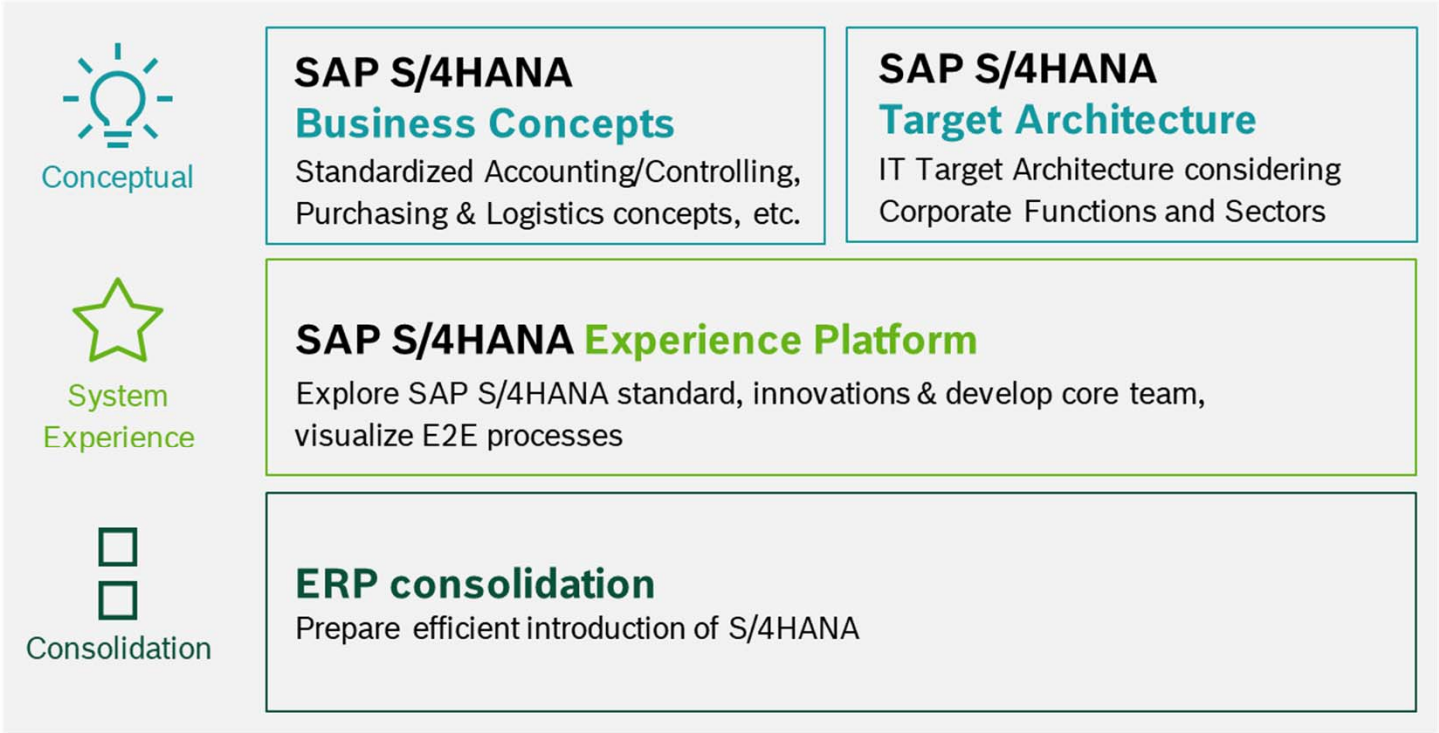 Conceptual
SAP S/4HANA
Business Concepts
Standardized Accounting/Controlling,
Purchasing & Logistics concepts, etc.
SAP S/4HANA
Target Architecture
IT Target Architecture considering
Corporate Functions and Sectors
System
Experience
SAP S/4HANA Experience Platform
Explore SAP S/4HANA standard, innovations & develop core team,
visualize E2E processes
Consolidation
ERP consolidation
Prepare efficient introduction of S/4HANA